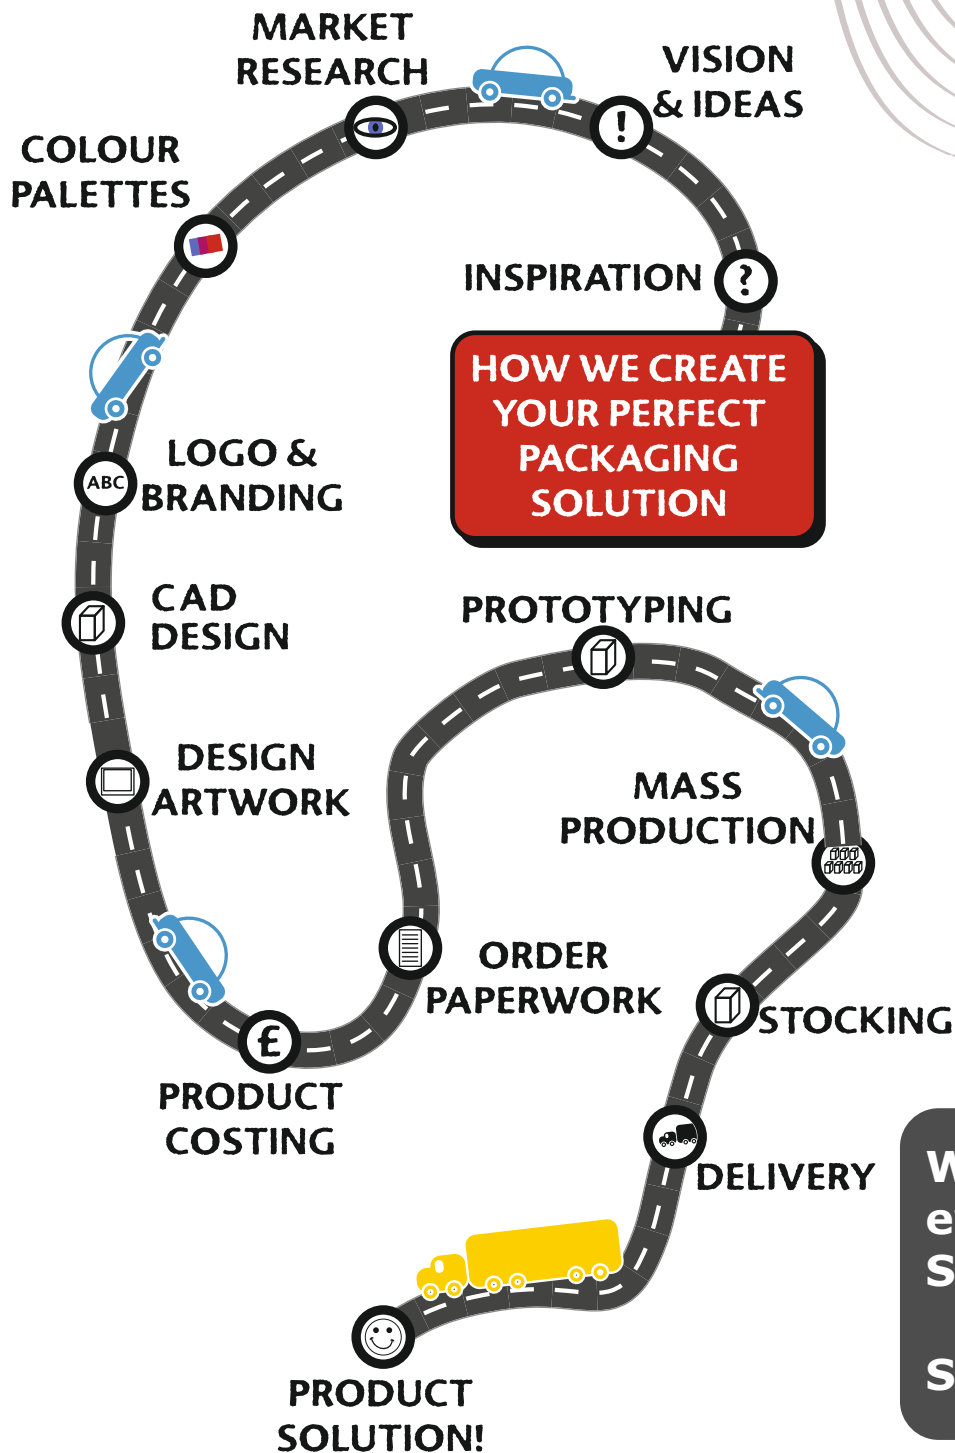 MARKET
RESEARCH
VISION
& IDEAS
COLOUR
PALETTES
!
INSPIRATION
?
HOW WE CREATE
YOUR PERFECT
PACKAGING
SOLUTION
LOGO &
BRANDING
ABC
CAD
DESIGN
PROTOTYPING
DESIGN
ARTWORK
MASS
PRODUCTION
ORDER
PAPERWORK
STOCKING
£
PRODUCT
COSTING
DELIVERY
PRODUCT
SOLUTION!